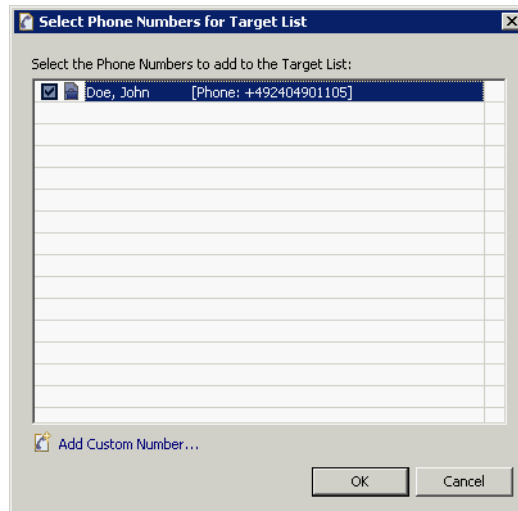 Select Phone Numbers for Target List
Select the Phone Numbers to add to the Target List:
Doe, John [Phone: +492404901105]
Add Custom Number...
OK Cancel